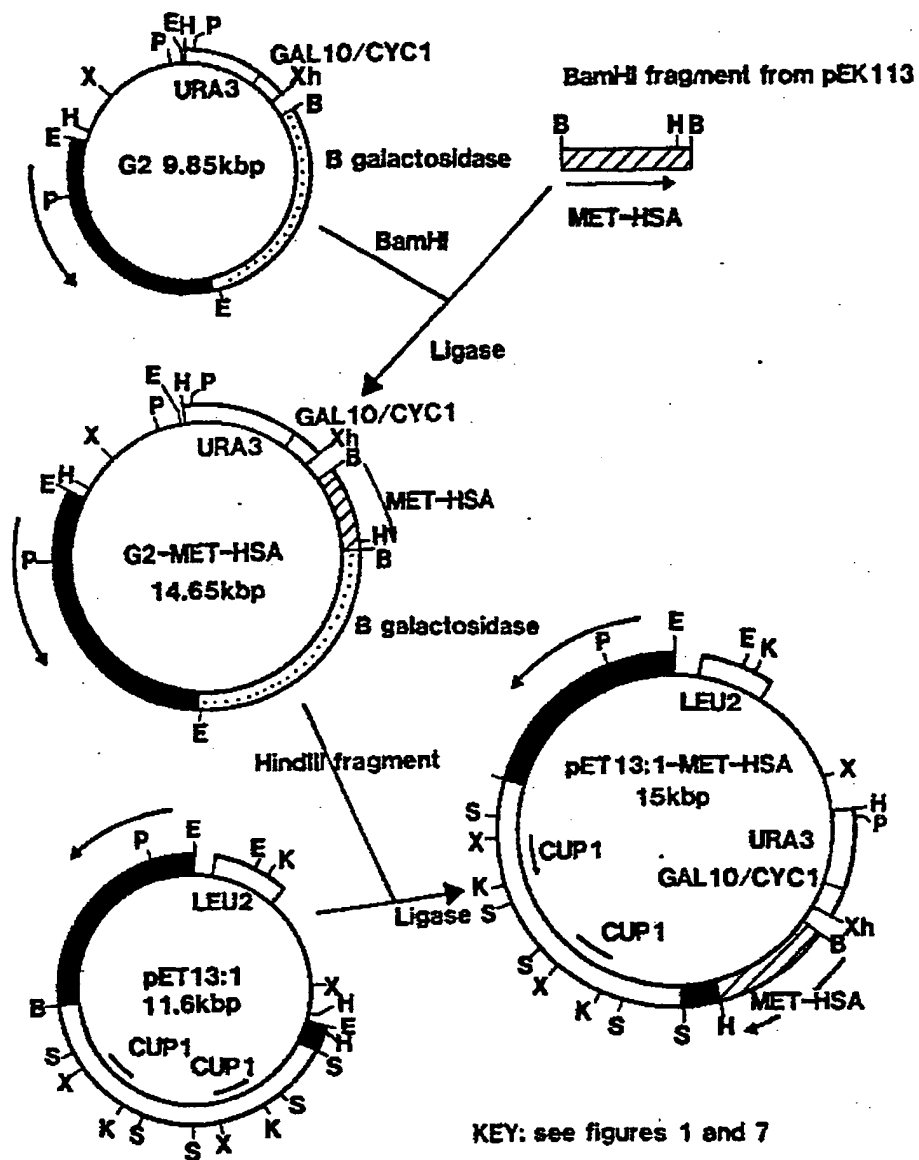 EH P
P
GAL10/CYC1
X
URA3
Xh
B
H
E
G2 9.85kbp
P
B galactosidase
E
BamHI fragment from pEK113
B
H B
MET-HSA
BamHI
Ligase
E H P
P
GAL10/CYC1
X
URA3
Xh
B
H
E
MET-HSA
P
G2-MET-HSA
14.65kbp
H
B
B galactosidase
E
HindIII fragment
P
E
E
K
LEU2
pET13:1
11.6kbp
X
H
E
H
S
B
S
X
CUP1
CUP1
K
S
S
X
K
S
Ligase
P
E
E
K
LEU2
X
pET13:1-MET-HSA
15kbp
H
P
URA3
GAL10/CYC1
Xh
B
MET-HSA
H
S
X
CUP1
K
S
CUP1
S
X
K
S
S
KEY: see figures 1 and 7